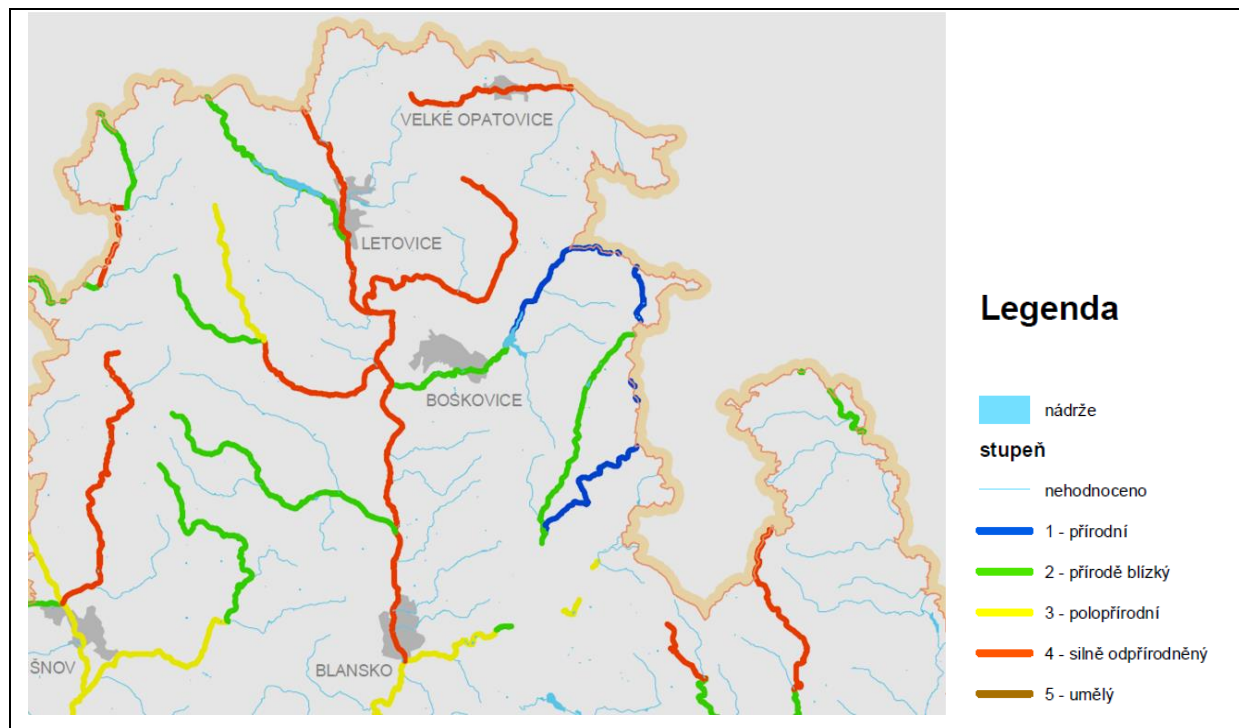 VELKÉ OPATOVICE
LETOVICE
BOSKOVICE
ŠNOV
BLANSKO
Legenda
nádrže
stupeň
nehodnoceno
1 - přírodní
2 - přírodě blízký
3 - polopřírodní
4 - silně odpřírodněný
5 - umělý